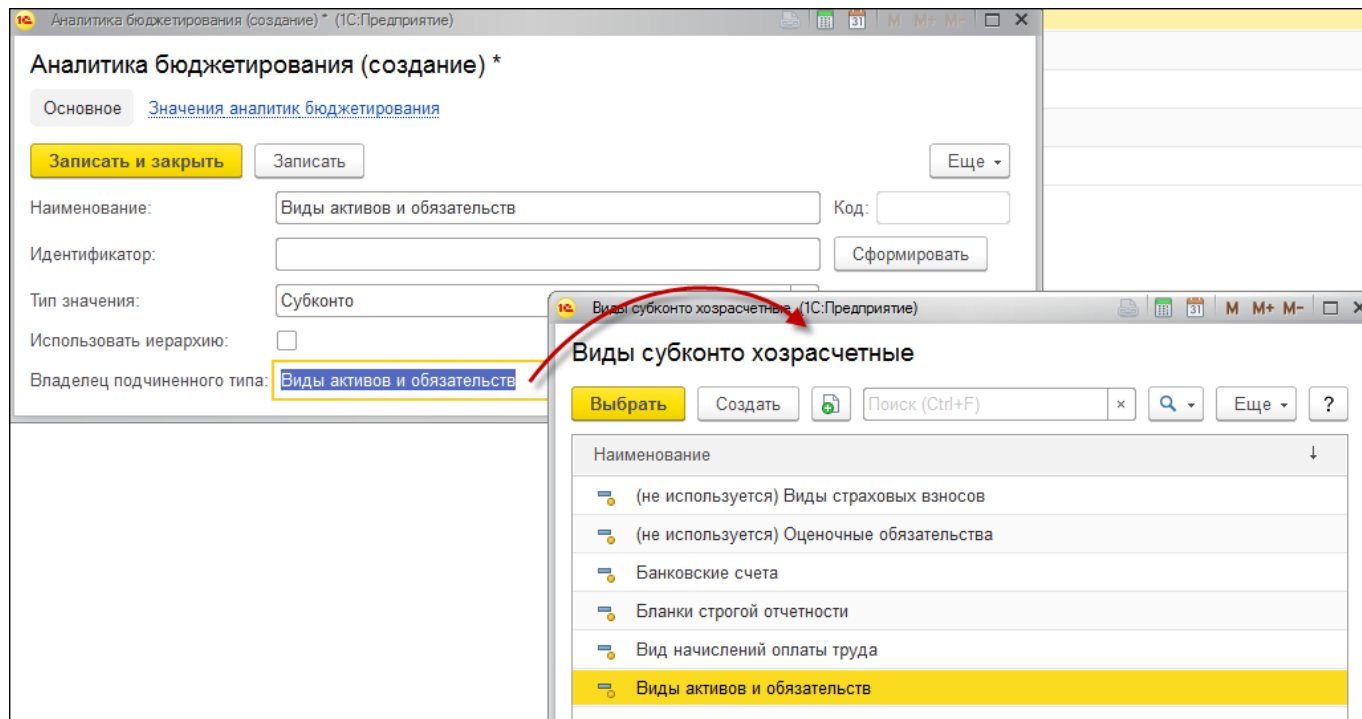 Аналитика бюджетирования (создание) * (1С:Предприятие)
31 M M+ M-
Аналитика бюджетирования (создание) *
Основное Значения аналитик бюджетирования
Записать и закрыть Записать Еще
Наименование: Виды активов и обязательств Код:
Идентификатор: Сформировать
Тип значения: Субконто
Использовать иерархию:
Владелец подчиненного типа: Виды активов и обязательств
Виды субконто хозрасчетные (1С:Предприятие)
31 M M+ M-
Виды субконто хозрасчетные
Выбрать Создать Поиск (Ctrl+F) × Еще ?
Наименование ↓
(не используется) Виды страховых взносов
(не используется) Оценочные обязательства
Банковские счета
Бланки строгой отчетности
Вид начислений оплаты труда
Виды активов и обязательств